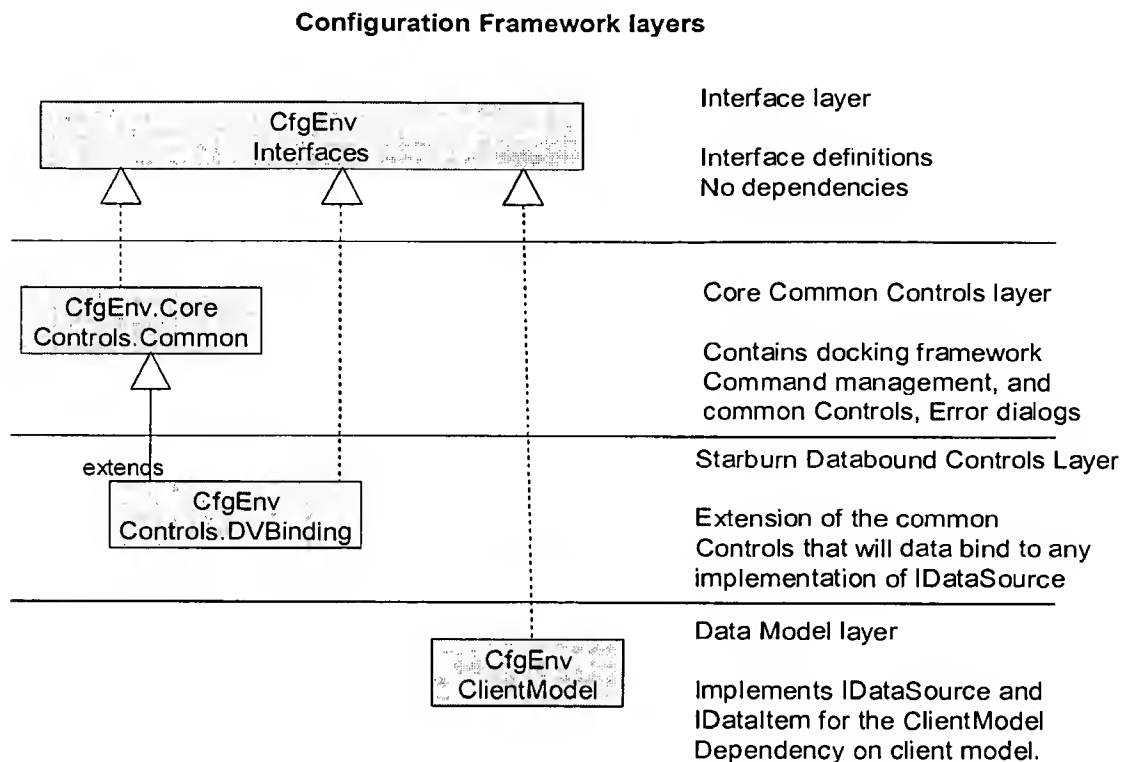 Configuration Framework layers
CfgEnv
Interfaces
Interface layer
Interface definitions
No dependencies
CfgEnv.Core
Controls.Common
Core Common Controls layer
Contains docking framework
Command management, and
common Controls, Error dialogs
extends
CfgEnv
Controls.DVBinding
Starburn Databound Controls Layer
Extension of the common
Controls that will data bind to any
implementation of IDataSource
CfgEnv
ClientModel
Data Model layer
Implements IDataSource and
IDataItem for the ClientModel
Dependency on client model.